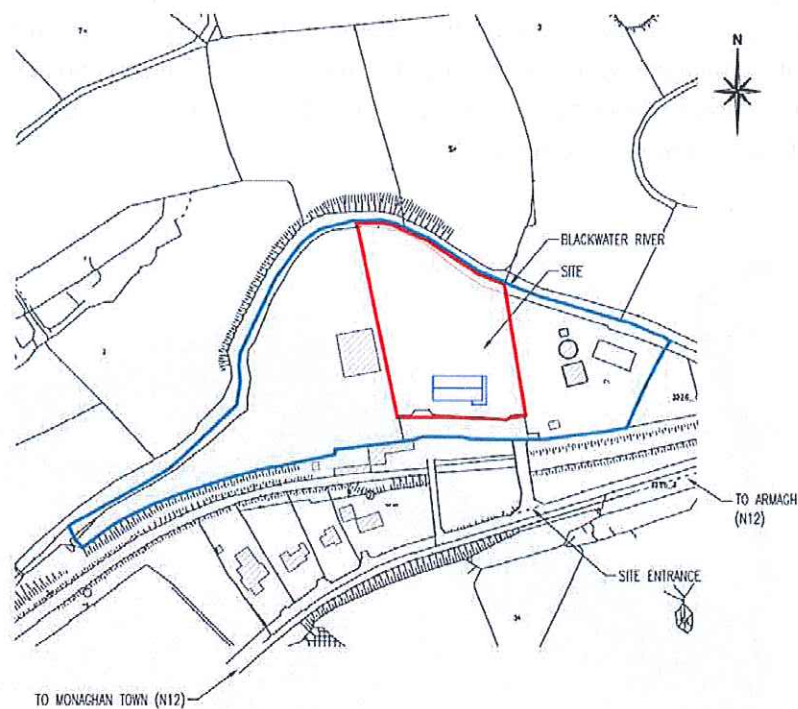 N
BLACKWATER RIVER
SITE
TO ARMAGH
(N12)
SITE ENTRANCE
TO MONAGHAN TOWN (N12)